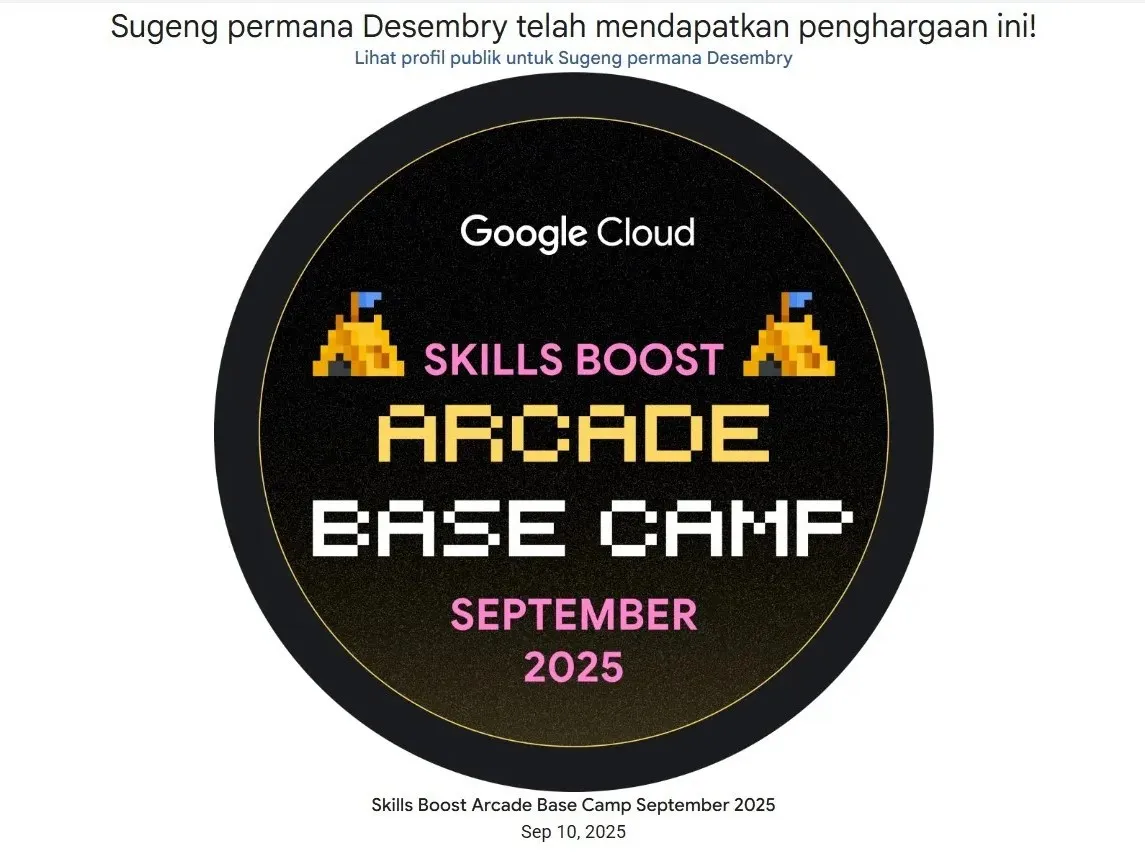 Sugeng permana Desembry telah mendapatkan penghargaan ini!
Lihat profil publik untuk Sugeng permana Desembry
Google Cloud
SKILLS BOOST
ARCADE
BASE CAMP
SEPTEMBER
2025
Skills Boost Arcade Base Camp September 2025
Sep 10, 2025